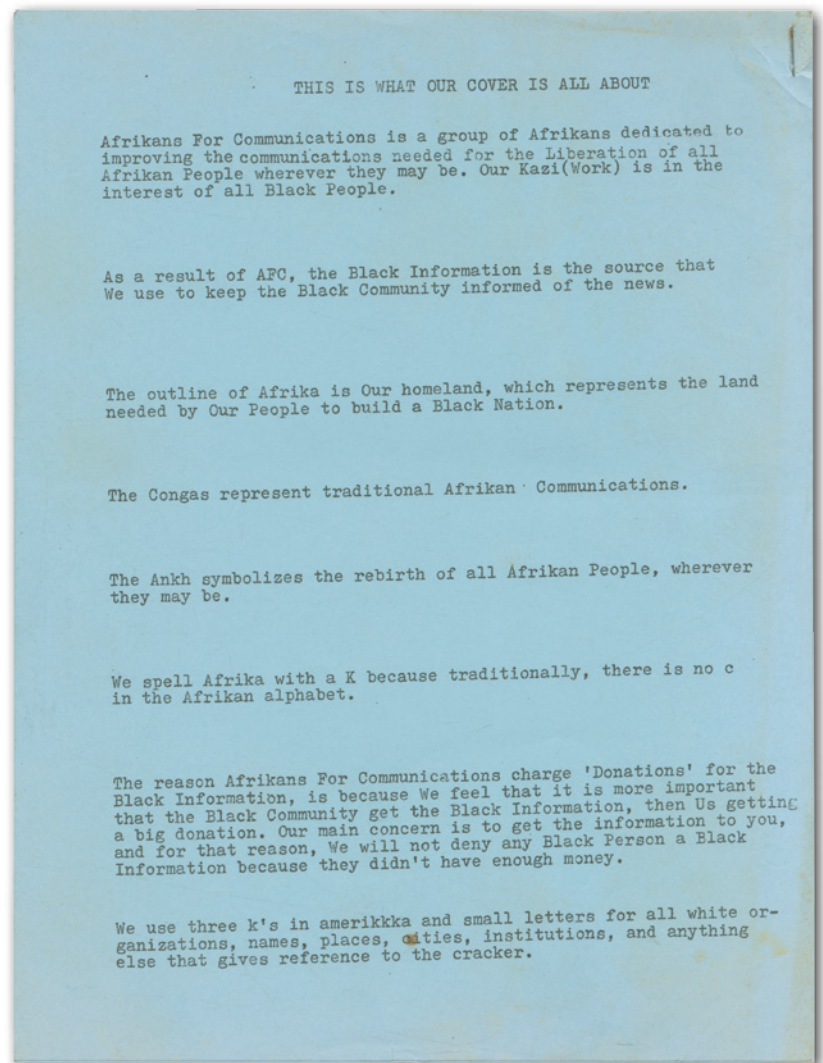 THIS IS WHAT OUR COVER IS ALL ABOUT
Afrikans For Communications is a group of Afrikans dedicated to
improving the communications needed for the Liberation of all
Afrikan People wherever they may be. Our Kazi(Work) is in the
interest of all Black People.
As a result of AFC, the Black Information is the source that
We use to keep the Black Community informed of the news.
The outline of Afrika is Our homeland, which represents the land
needed by Our People to build a Black Nation.
The Congas represent traditional Afrikan Communications.
The Ankh symbolizes the rebirth of all Afrikan People, wherever
they may be.
We spell Afrika with a K because traditionally, there is no c
in the Afrikan alphabet.
The reason Afrikans For Communications charge 'Donations' for the
Black Information, is because We feel that it is more important
that the Black Community get the Black Information, then Us getting
a big donation. Our main concern is to get the information to you,
and for that reason, We will not deny any Black Person a Black
Information because they didn't have enough money.
We use three k's in amerikkka and small letters for all white or-
ganizations, names, places, cities, institutions, and anything
else that gives reference to the cracker.